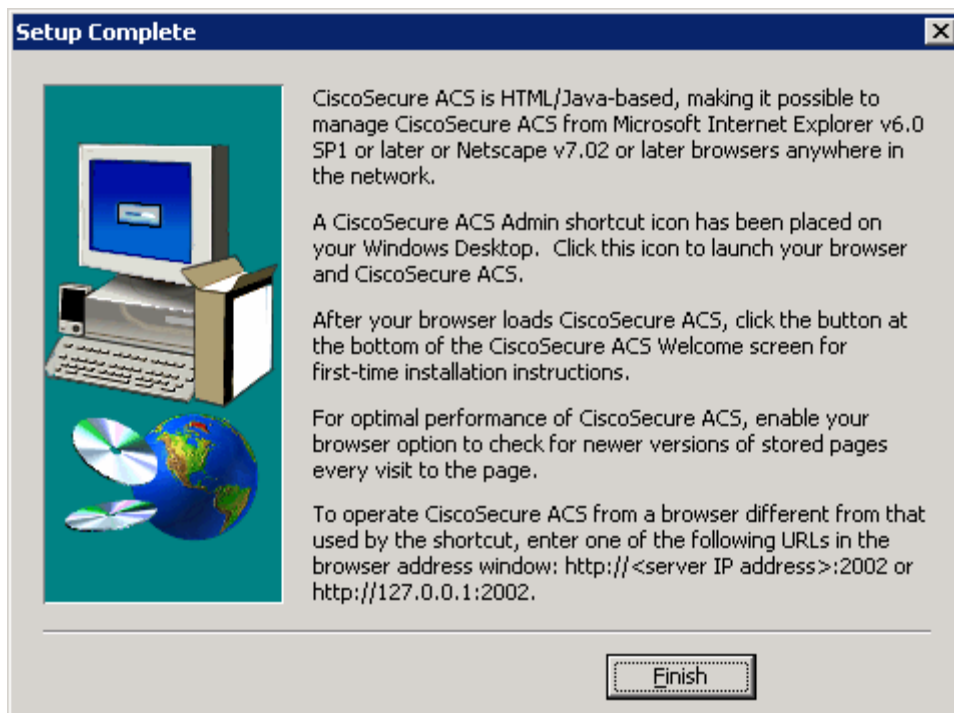 Setup Complete
CiscoSecure ACS is HTML/Java-based, making it possible to
manage CiscoSecure ACS from Microsoft Internet Explorer v6.0
SP1 or later or Netscape v7.02 or later browsers anywhere in
the network.
A CiscoSecure ACS Admin shortcut icon has been placed on
your Windows Desktop.  Click this icon to launch your browser
and CiscoSecure ACS.
After your browser loads CiscoSecure ACS, click the button at
the bottom of the CiscoSecure ACS Welcome screen for
first-time installation instructions.
For optimal performance of CiscoSecure ACS, enable your
browser option to check for newer versions of stored pages
every visit to the page.
To operate CiscoSecure ACS from a browser different from that
used by the shortcut, enter one of the following URLs in the
browser address window: http://<server IP address>:2002 or
http://127.0.0.1:2002.
Finish